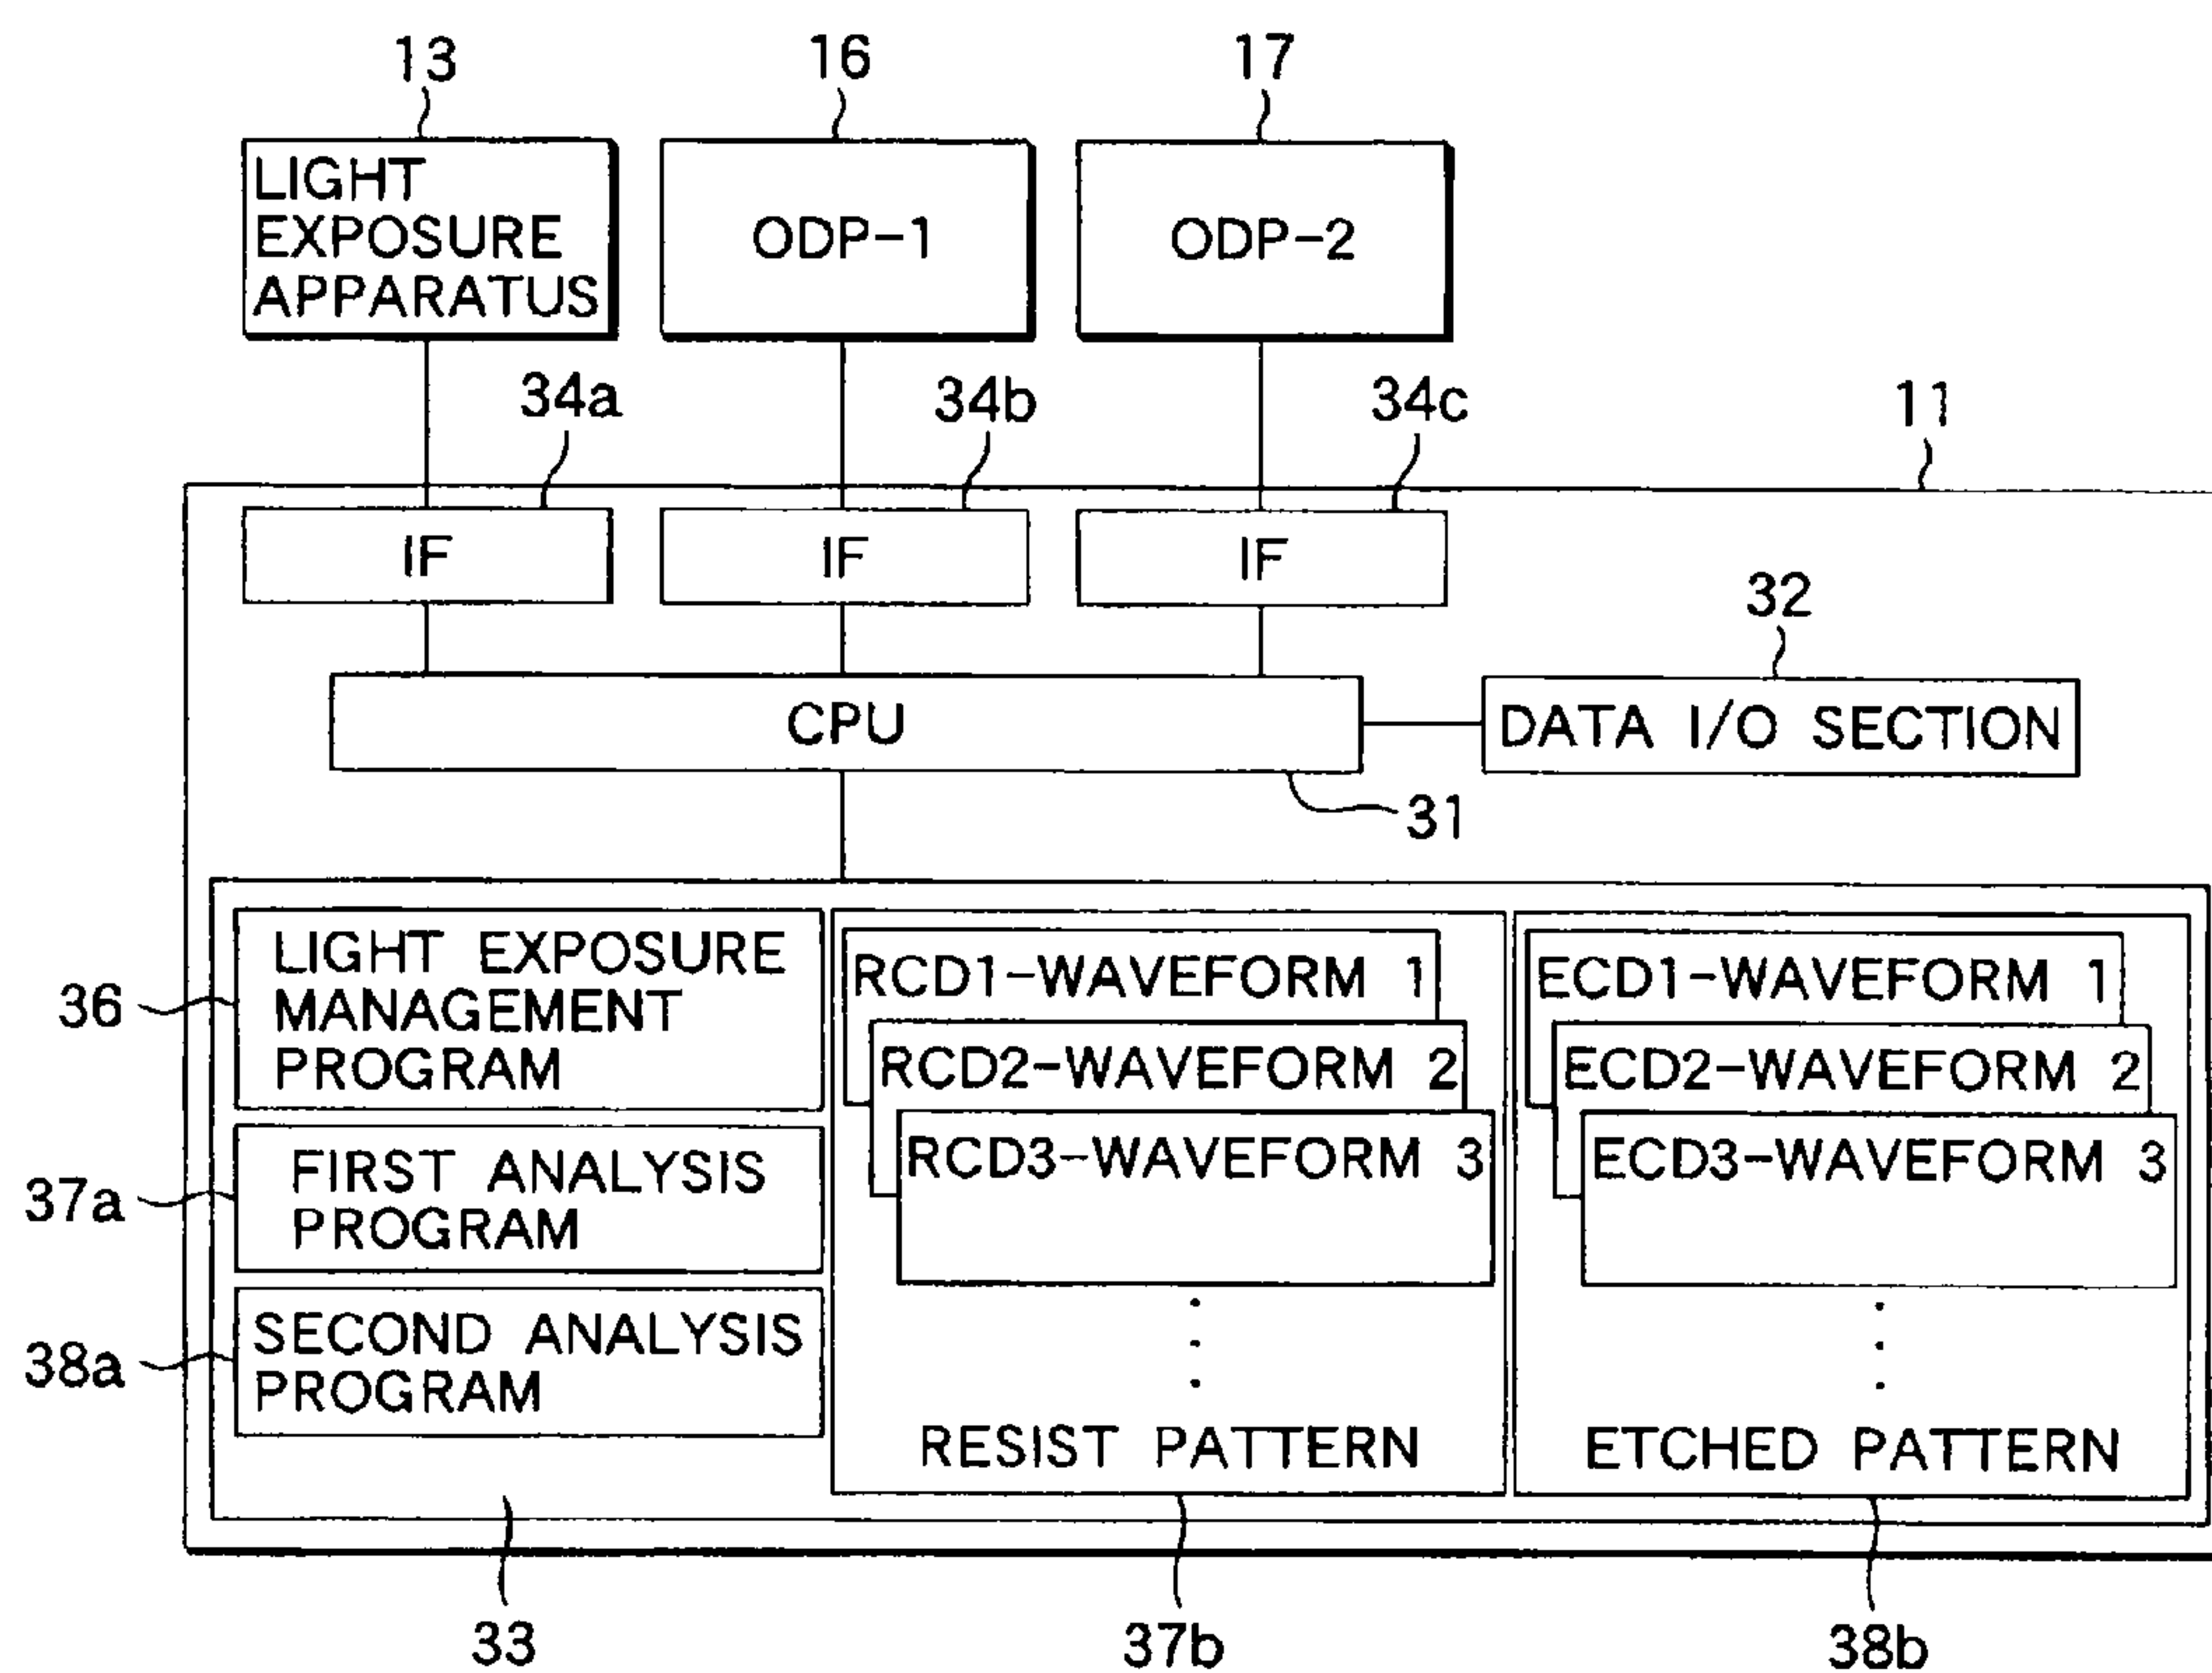 13
16
17
LIGHT
EXPOSURE
APPARATUS
ODP-1
ODP-2
34a
34b
34c
11
IF
IF
IF
32
CPU
DATA I/O SECTION
31
36
LIGHT EXPOSURE
MANAGEMENT
PROGRAM
37a
FIRST ANALYSIS
PROGRAM
38a
SECOND ANALYSIS
PROGRAM
RCD1-WAVEFORM 1
RCD2-WAVEFORM 2
RCD3-WAVEFORM 3
RESIST PATTERN
ECD1-WAVEFORM 1
ECD2-WAVEFORM 2
ECD3-WAVEFORM 3
ETCHED PATTERN
33
37b
38b